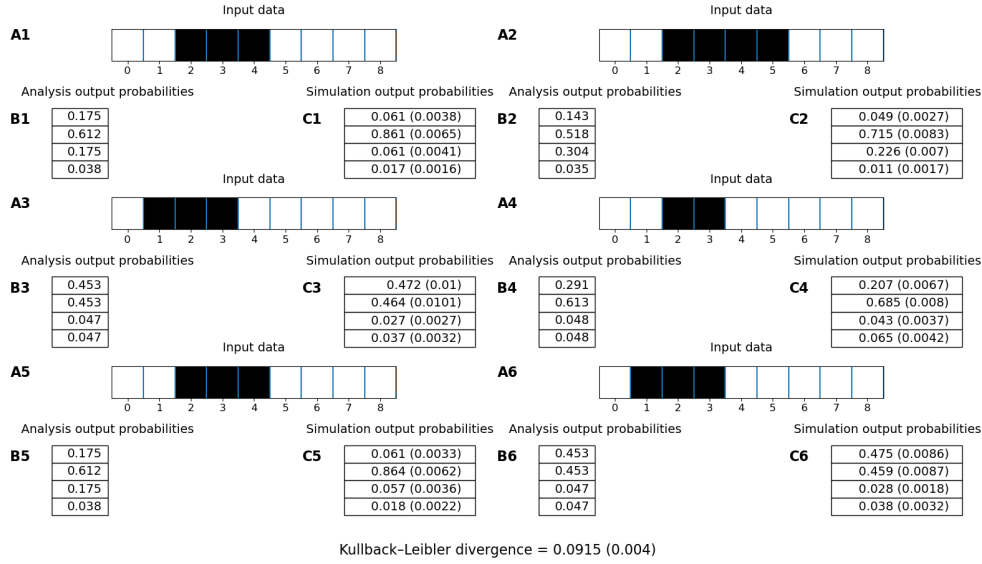 Input data Input data
A1 A2
0 1 2 3 4 5 6 7 8 0 1 2 3 4 5 6 7 8
Analysis output probabilities Simulation output probabilities Analysis output probabilities Simulation output probabilities
B1 0.175 C1 0.061 (0.0038) B2 0.143 C2 0.049 (0.0027)
0.612 0.861 (0.0065) 0.518 0.715 (0.0083)
0.175 0.061 (0.0041) 0.304 0.226 (0.007)
0.038 0.017 (0.0016) 0.035 0.011 (0.0017)
Input data Input data
A3 A4
0 1 2 3 4 5 6 7 8 0 1 2 3 4 5 6 7 8
Analysis output probabilities Simulation output probabilities Analysis output probabilities Simulation output probabilities
B3 0.453 C3 0.472 (0.01) B4 0.291 C4 0.207 (0.0067)
0.453 0.464 (0.0101) 0.613 0.685 (0.008)
0.047 0.027 (0.0027) 0.048 0.043 (0.0037)
0.047 0.037 (0.0032) 0.048 0.065 (0.0042)
Input data Input data
A5 A6
0 1 2 3 4 5 6 7 8 0 1 2 3 4 5 6 7 8
Analysis output probabilities Simulation output probabilities Analysis output probabilities Simulation output probabilities
B5 0.175 C5 0.061 (0.0033) B6 0.453 C6 0.475 (0.0086)
0.612 0.864 (0.0062) 0.453 0.459 (0.0087)
0.175 0.057 (0.0036) 0.047 0.028 (0.0018)
0.038 0.018 (0.0022) 0.047 0.038 (0.0032)
Kullback–Leibler divergence = 0.0915 (0.004)